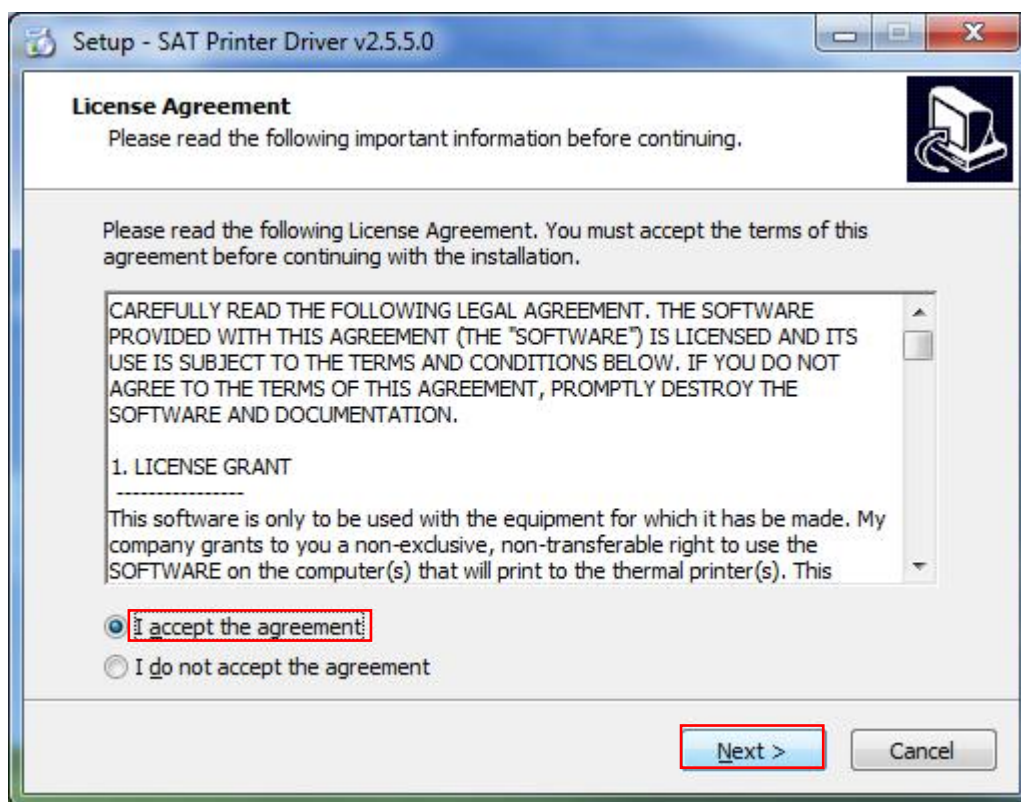 Setup - SAT Printer Driver v2.5.5.0
License Agreement
Please read the following important information before continuing.
Please read the following License Agreement. You must accept the terms of this
agreement before continuing with the installation.
CAREFULLY READ THE FOLLOWING LEGAL AGREEMENT. THE SOFTWARE
PROVIDED WITH THIS AGREEMENT (THE "SOFTWARE") IS LICENSED AND ITS
USE IS SUBJECT TO THE TERMS AND CONDITIONS BELOW. IF YOU DO NOT
AGREE TO THE TERMS OF THIS AGREEMENT, PROMPTLY DESTROY THE
SOFTWARE AND DOCUMENTATION.
1. LICENSE GRANT
----------------
This software is only to be used with the equipment for which it has be made. My
company grants to you a non-exclusive, non-transferable right to use the
SOFTWARE on the computer(s) that will print to the thermal printer(s). This
I accept the agreement
I do not accept the agreement
Next >
Cancel